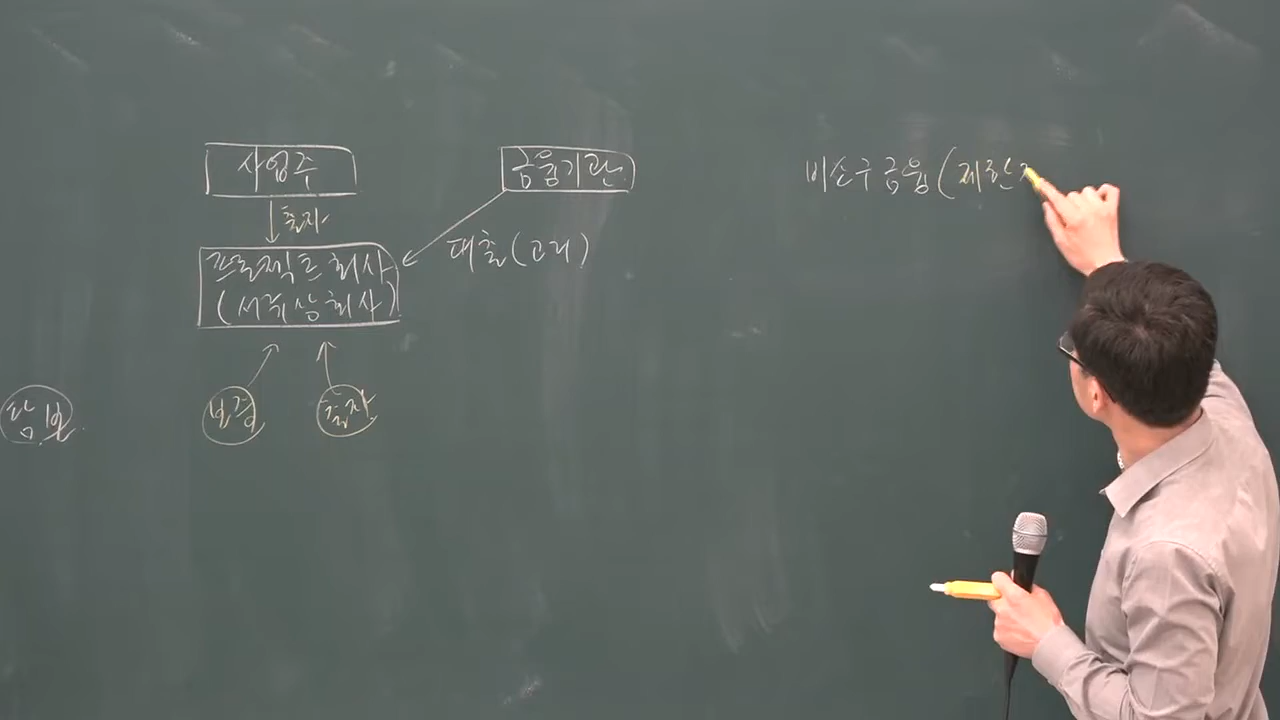 사업주
금융기관
비소구 금융 (제한
출자
대출 (고리)
프로젝트 회사
(서류상 회사)
담보
보증
출자